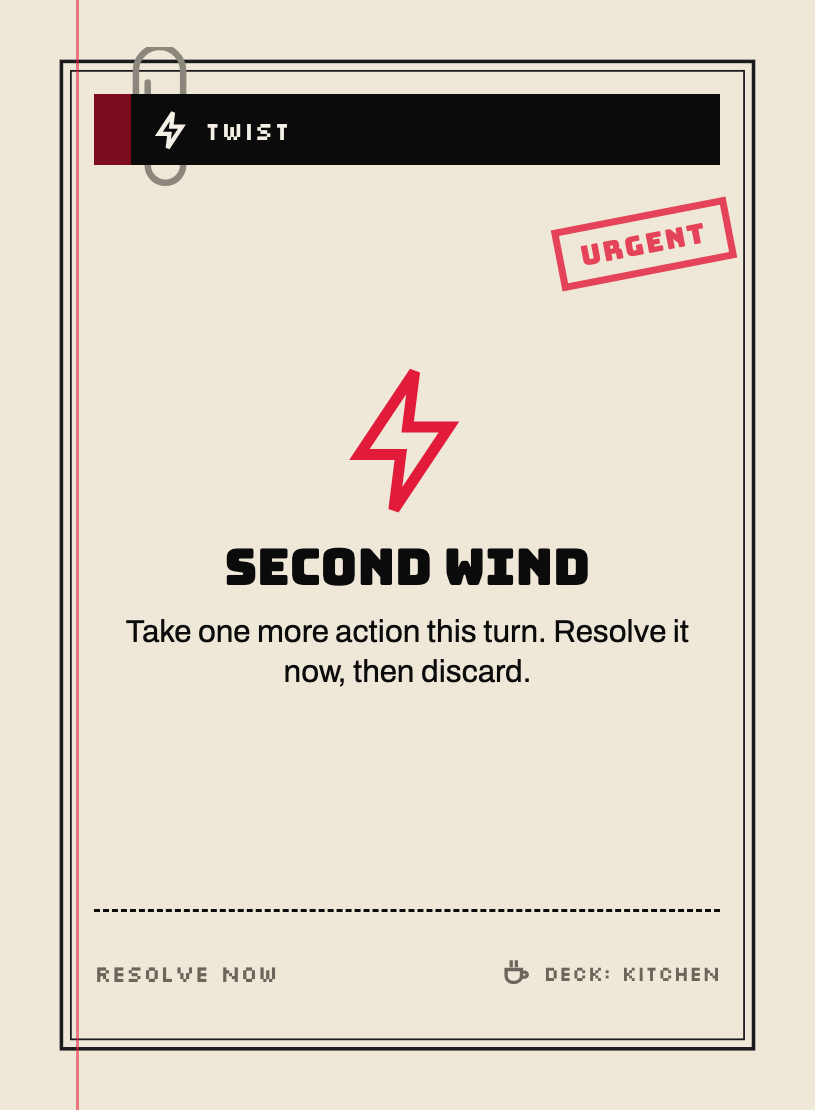 TWIST
URGENT
SECOND WIND
Take one more action this turn. Resolve it
now, then discard.
RESOLVE NOW
DECK: KITCHEN